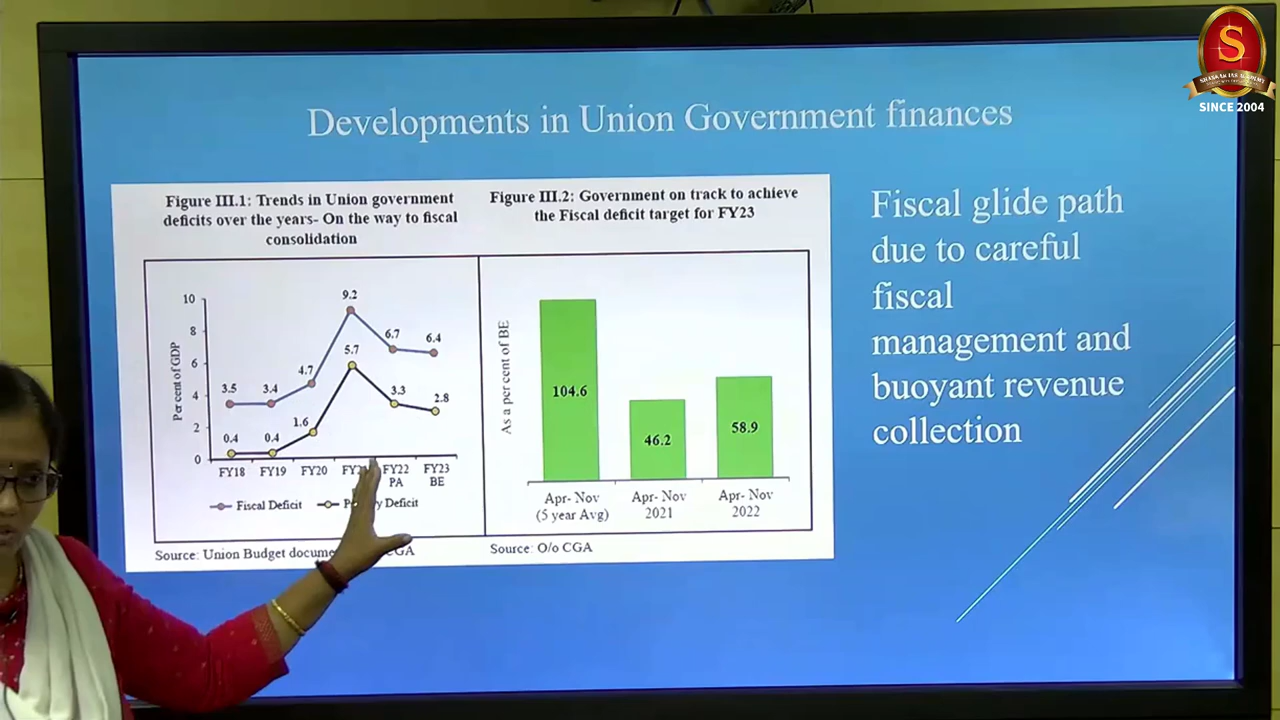 S
SHANKAR IAS ACADEMY
SINCE 2004
Developments in Union Government finances
Figure III.1: Trends in Union government
deficits over the years- On the way to fiscal
consolidation
Per cent of GDP
10
8
6
4
2
0
3.5
3.4
4.7
9.2
6.7
6.4
0.4
0.4
1.6
5.7
3.3
2.8
FY18
FY19
FY20
FY22
PA
FY23
BE
Fiscal Deficit
Deficit
Source: Union Budget CGA
Figure III.2: Government on track to achieve
the Fiscal deficit target for FY23
As a per cent of BE
104.6
46.2
58.9
Apr- Nov
(5 year Avg)
Apr- Nov
2021
Apr- Nov
2022
Source: O/o CGA
Fiscal glide path
due to careful
fiscal
management and
buoyant revenue
collection